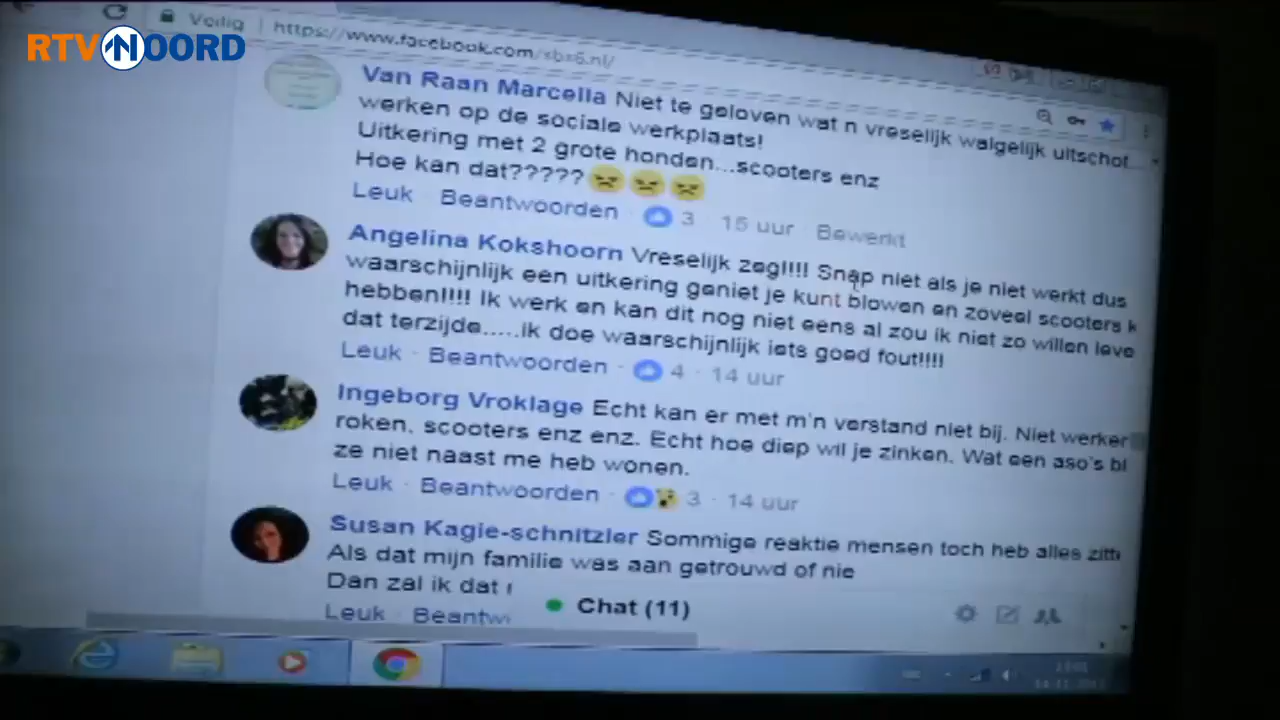 RTV NOORD
Veilig https://www.facebook.com/sbs6.nl/
Van Raan Marcella Niet te geloven wat n vreselijk walgelijk uitschot...
werken op de sociale werkplaats!
Uitkering met 2 grote honden...scooters enz
Hoe kan dat?????😠😠😠
Leuk · Beantwoorden · 3 · 15 uur · Bewerkt
Angelina Kokshoorn Vreselijk zeg!!!! Snap niet als je niet werkt dus
waarschijnlijk een uitkering geniet je kunt blowen en zoveel scooters k
hebben!!!! Ik werk en kan dit nog niet eens al zou ik niet zo willen leve
dat terzijde.....ik doe waarschijnlijk iets goed fout!!!!
Leuk · Beantwoorden · 4 · 14 uur
Ingeborg Vroklage Echt kan er met m'n verstand niet bij. Niet werken
roken, scooters enz enz. Echt hoe diep wil je zinken. Wat een aso's bl
ze niet naast me heb wonen.
Leuk · Beantwoorden · 3 · 14 uur
Susan Kagie-schnitzler Sommige reaktie mensen toch heb alles zitt
Als dat mijn familie was aan getrouwd of nie
Dan zal ik dat
Leuk · Beantw
Chat (11)